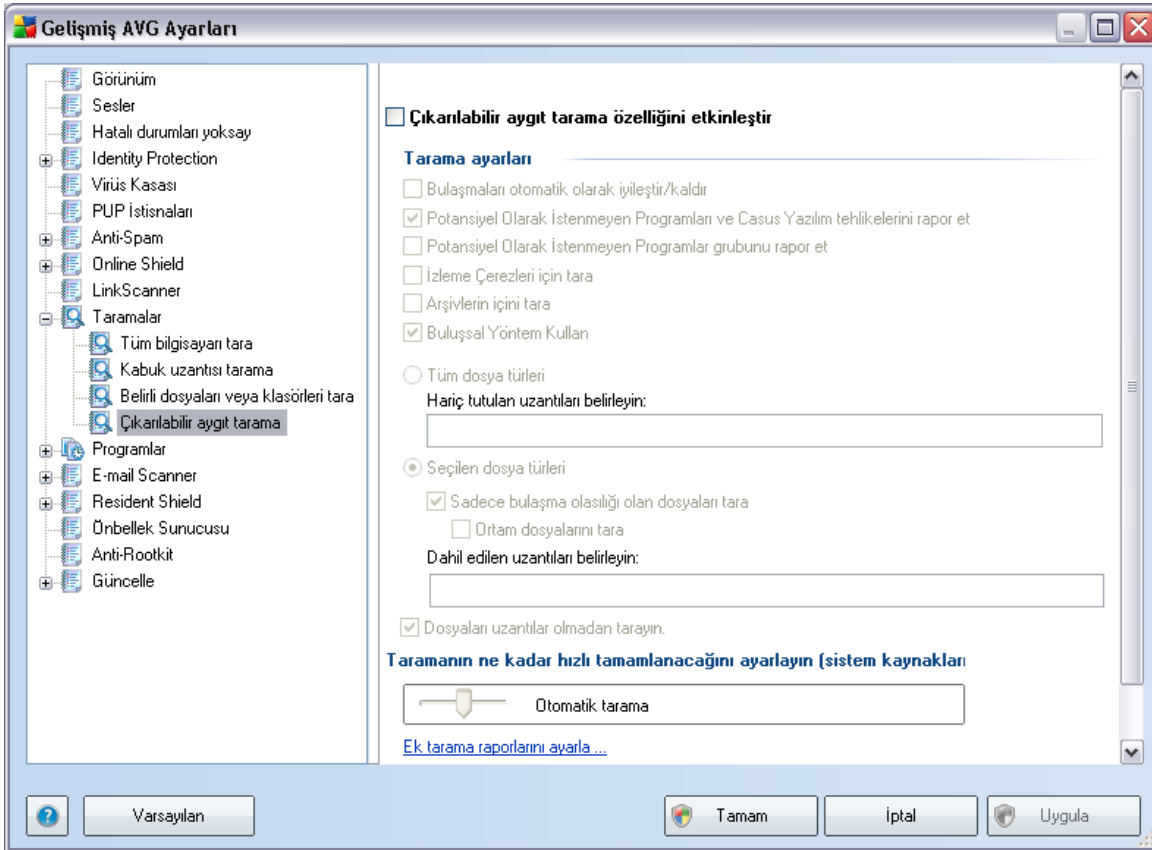 Gelişmiş AVG Ayarları
Görünüm
Sesler
Hatalı durumları yoksay
Identity Protection
Virüs Kasası
PUP İstisnaları
Anti-Spam
Online Shield
LinkScanner
Taramalar
Tüm bilgisayarı tara
Kabuk uzantısı tarama
Belirli dosyaları veya klasörleri tara
Çıkarılabilir aygıt tarama
Programlar
E-mail Scanner
Resident Shield
Önbellek Sunucusu
Anti-Rootkit
Güncelle
Çıkarılabilir aygıt tarama özelliğini etkinleştir
Tarama ayarları
Bulaşmaları otomatik olarak iyileştir/kaldır
Potansiyel Olarak İstenmeyen Programları ve Casus Yazılım tehlikelerini rapor et
Potansiyel Olarak İstenmeyen Programlar grubunu rapor et
İzleme Çerezleri için tara
Arşivlerin içini tara
Buluşsal Yöntem Kullan
Tüm dosya türleri
Hariç tutulan uzantıları belirleyin:
Seçilen dosya türleri
Sadece bulaşma olasılığı olan dosyaları tara
Ortam dosyalarını tara
Dahil edilen uzantıları belirleyin:
Dosyaları uzantılar olmadan tarayın.
Taramanın ne kadar hızlı tamamlanacağını ayarlayın (sistem kaynakları
Otomatik tarama
Ek tarama raporlarını ayarla ...
Varsayılan
Tamam
İptal
Uygula